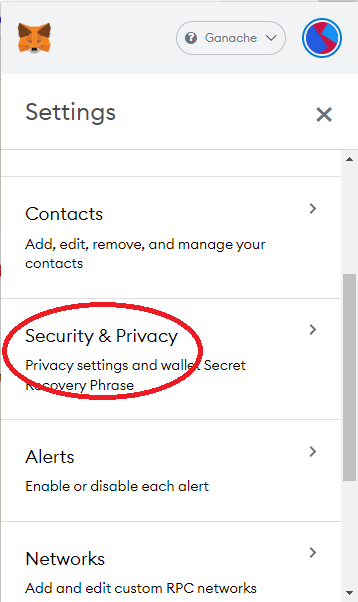 Ganache
Settings
Contacts
Add, edit, remove, and manage your
contacts
Security & Privacy
Privacy settings and wallet Secret
Recovery Phrase
Alerts
Enable or disable each alert
Networks
Add and edit custom RPC networks